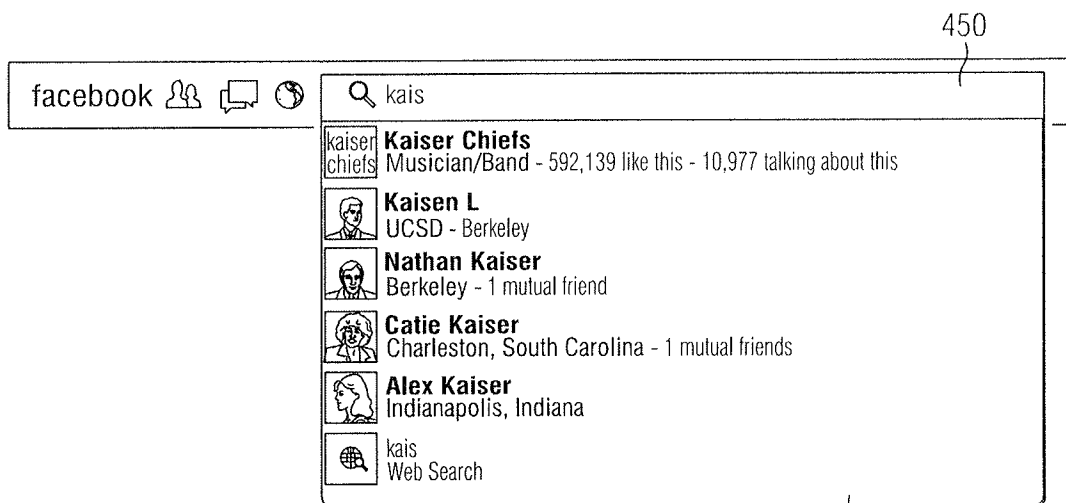 450
facebook
kais
kaiser
chiefs
Kaiser Chiefs
Musician/Band - 592,139 like this - 10,977 talking about this
Kaisen L
UCSD - Berkeley
Nathan Kaiser
Berkeley - 1 mutual friend
Catie Kaiser
Charleston, South Carolina - 1 mutual friends
Alex Kaiser
Indianapolis, Indiana
kais
Web Search